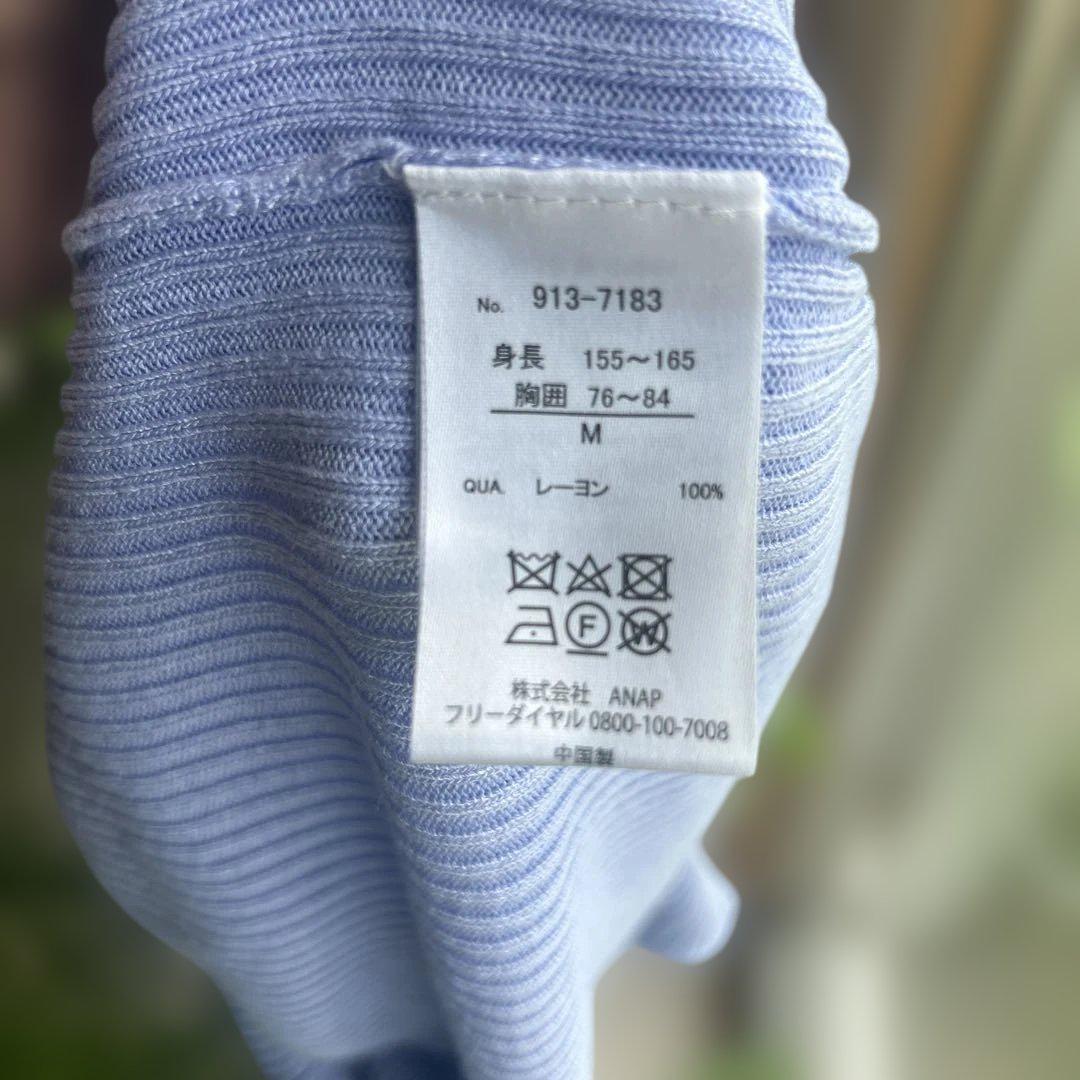 No. 913-7183
身長 155～165
胸囲 76～84
M
QUA. レーヨン 100%
F
W
株式会社 ANAP
フリーダイヤル 0800-100-7008
中国製